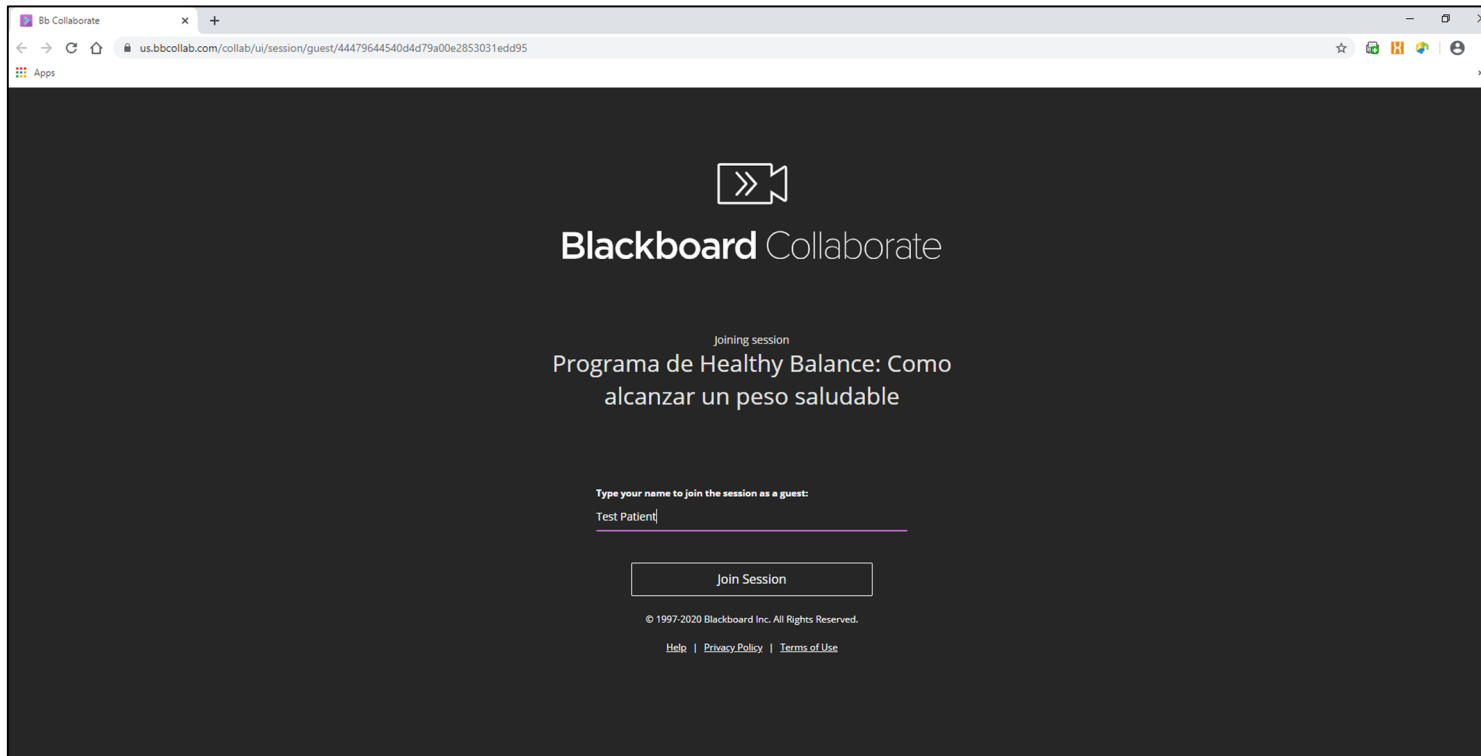 Bb Collaborate
us.bbcollab.com/collab/ui/session/guest/44479644540d4d79a00e2853031edd95
Apps
Blackboard Collaborate
Joining session
Programa de Healthy Balance: Como
alcanzar un peso saludable
Type your name to join the session as a guest:
Test Patient
Join Session
© 1997-2020 Blackboard Inc. All Rights Reserved.
Help | Privacy Policy | Terms of Use